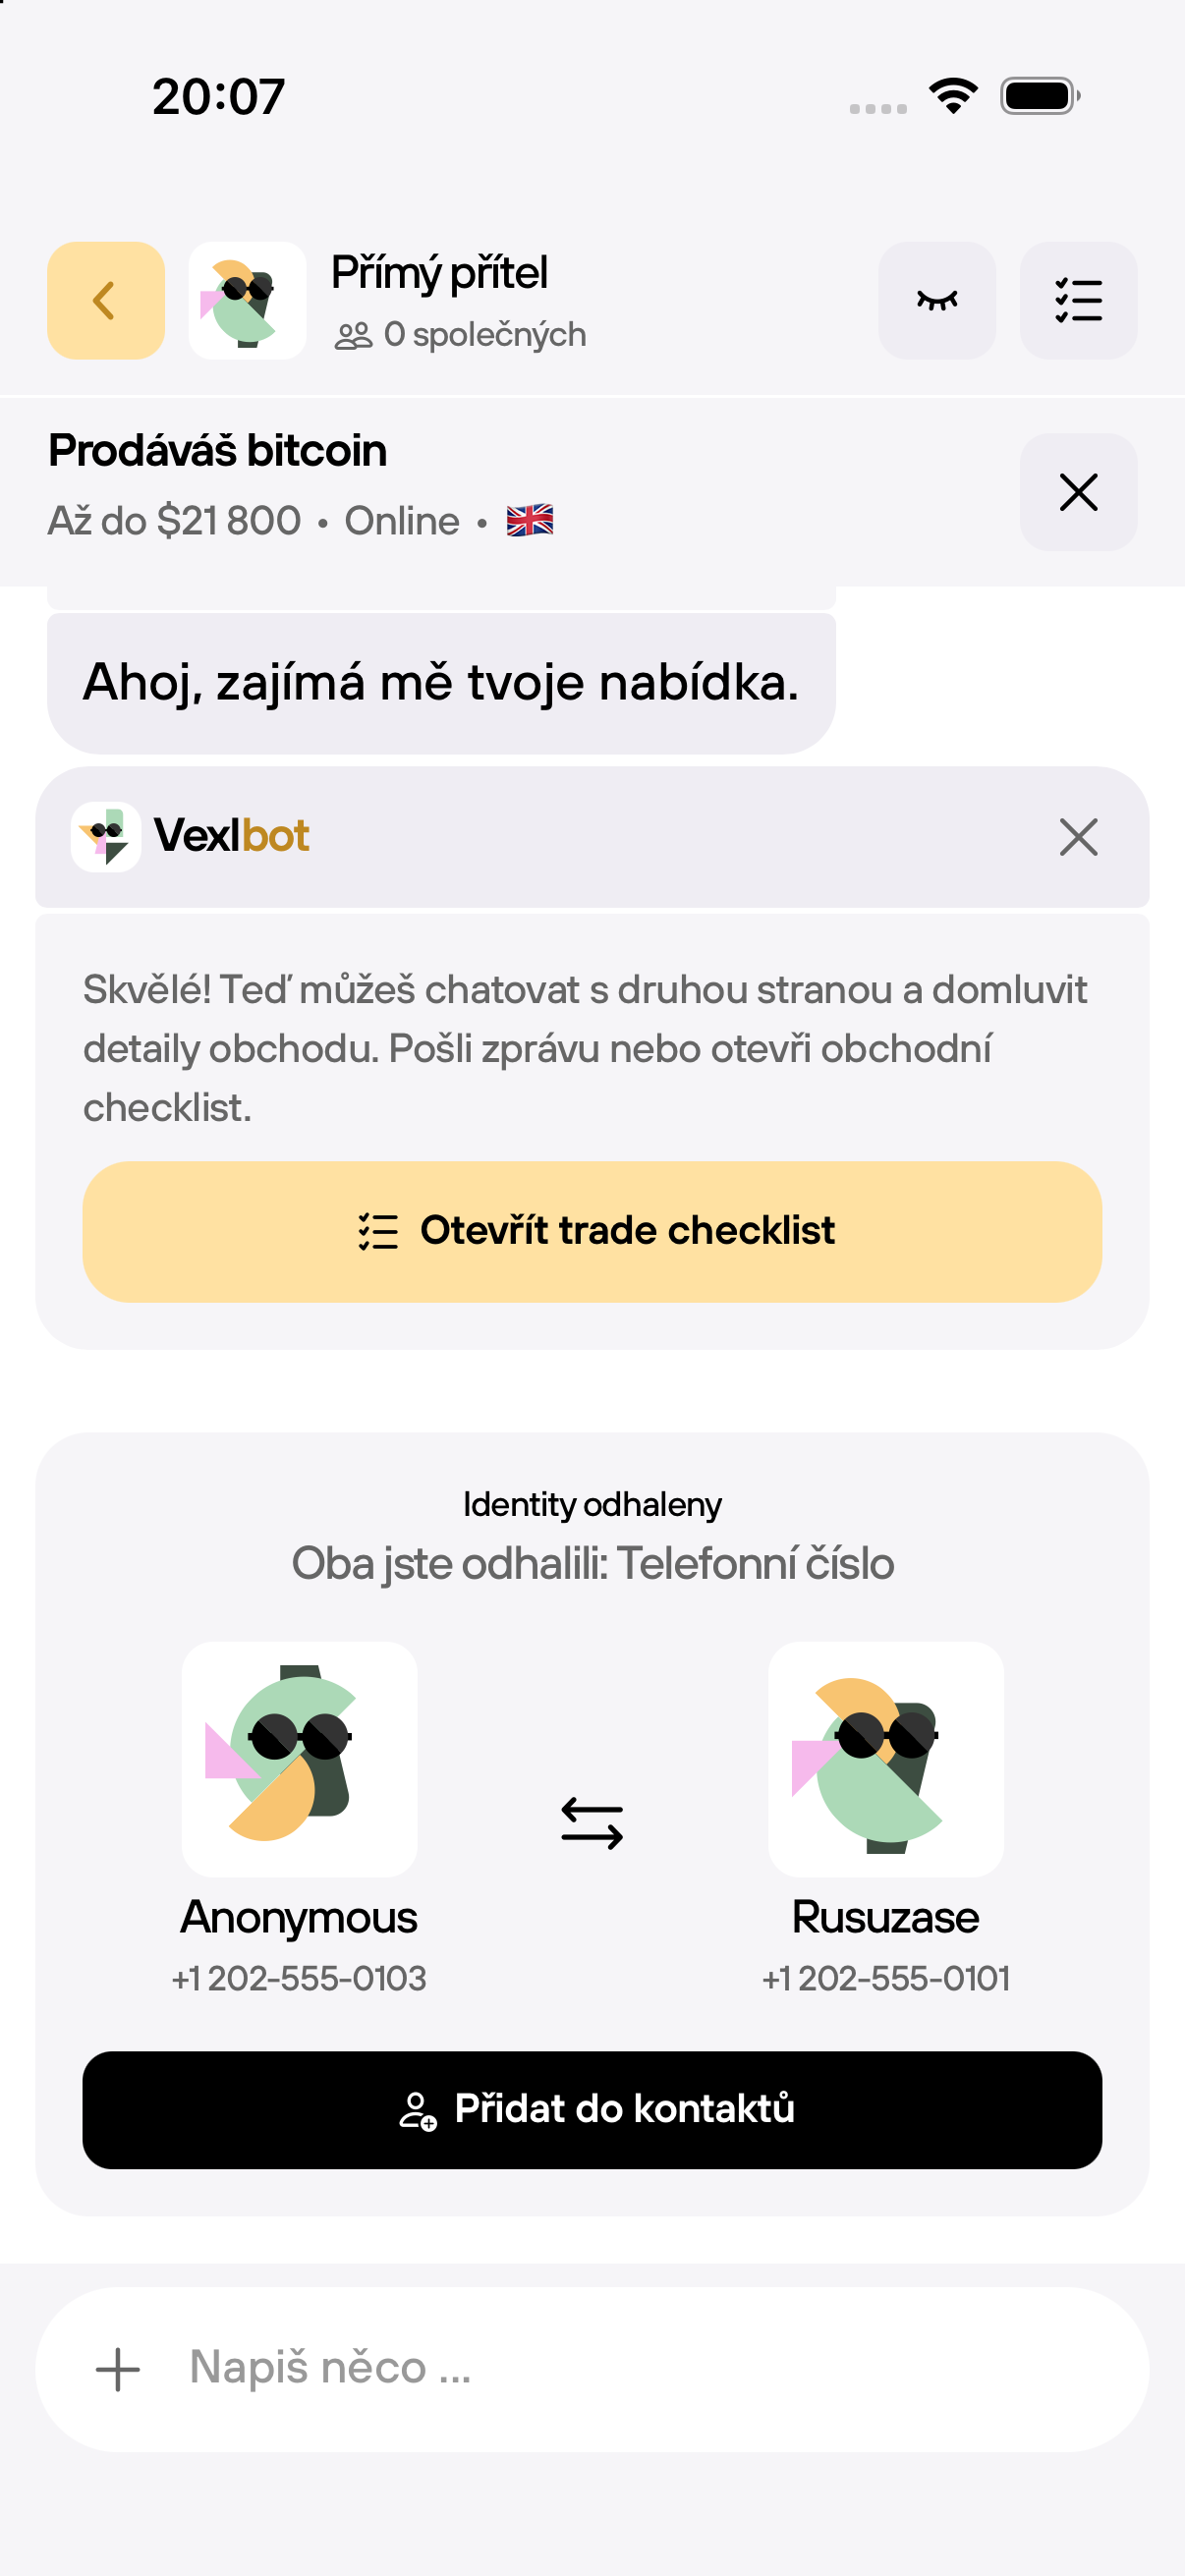 20:07
Přímý přítel
0 společných
Prodáváš bitcoin
Až do $21 800 • Online • 🇬🇧
Ahoj, zajímá mě tvoje nabídka.
Vexlbot
Skvělé! Teď můžeš chatovat s druhou stranou a domluvit
detaily obchodu. Pošli zprávu nebo otevři obchodní
checklist.
Otevřít trade checklist
Identity odhaleny
Oba jste odhalili: Telefonní číslo
Anonymous
Rusuzase
+1 202-555-0103
+1 202-555-0101
Přidat do kontaktů
Napiš něco ...